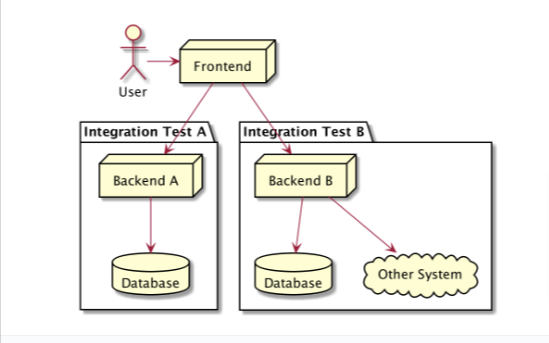 User
Frontend
Integration Test A
Integration Test B
Backend A
Backend B
Database
Database
Other System